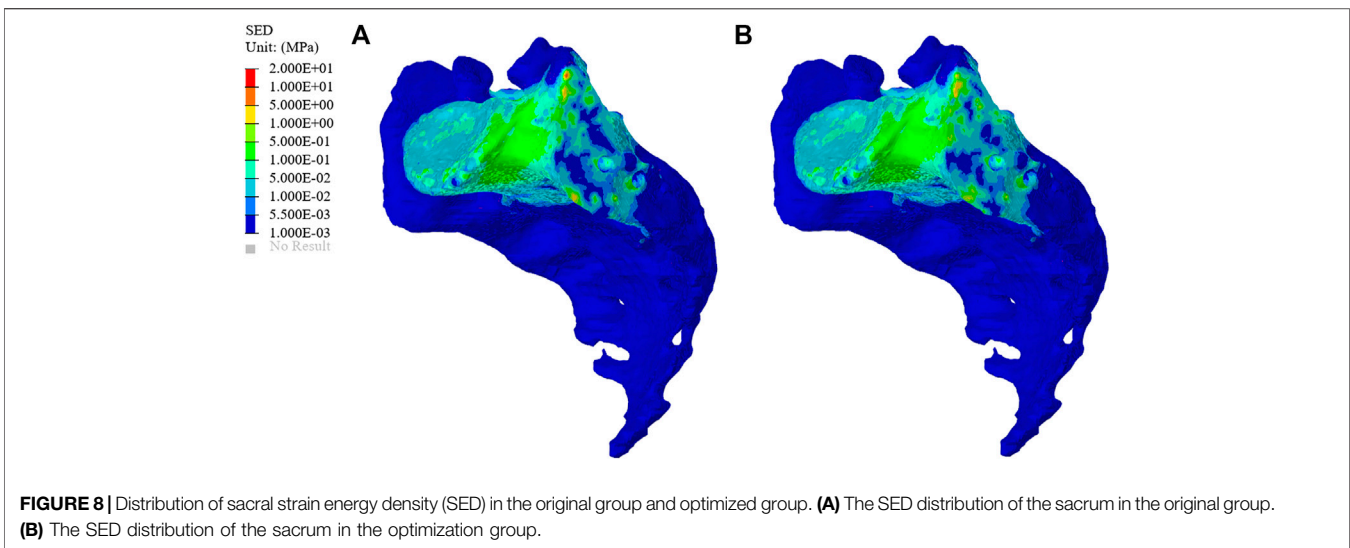 SED
Unit: (MPa)
2.000E+01
1.000E+01
5.000E+00
1.000E+00
5.000E-01
1.000E-01
5.000E-02
1.000E-02
5.500E-03
1.000E-03
No Result
A
B
FIGURE 8 | Distribution of sacral strain energy density (SED) in the original group and optimized group. (A) The SED distribution of the sacrum in the original group.
(B) The SED distribution of the sacrum in the optimization group.